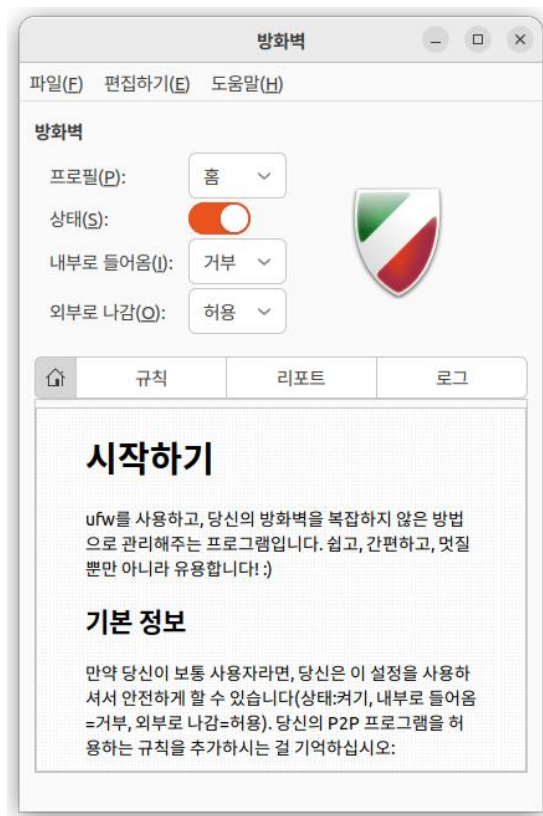 방화벽
파일(F) 편집하기(E) 도움말(H)
방화벽
프로필(P): 홈
상태(S):
내부로 들어옴(I): 거부
외부로 나감(O): 허용
규칙 리포트 로그
시작하기
ufw를 사용하고, 당신의 방화벽을 복잡하지 않은 방법
으로 관리해주는 프로그램입니다. 쉽고, 간편하고, 멋질
뿐만 아니라 유용합니다! :)
기본 정보
만약 당신이 보통 사용자라면, 당신은 이 설정을 사용하
셔서 안전하게 할 수 있습니다(상태:켜기, 내부로 들어옴
=거부, 외부로 나감=허용). 당신의 P2P 프로그램을 허
용하는 규칙을 추가하시는 걸 기억하십시오: